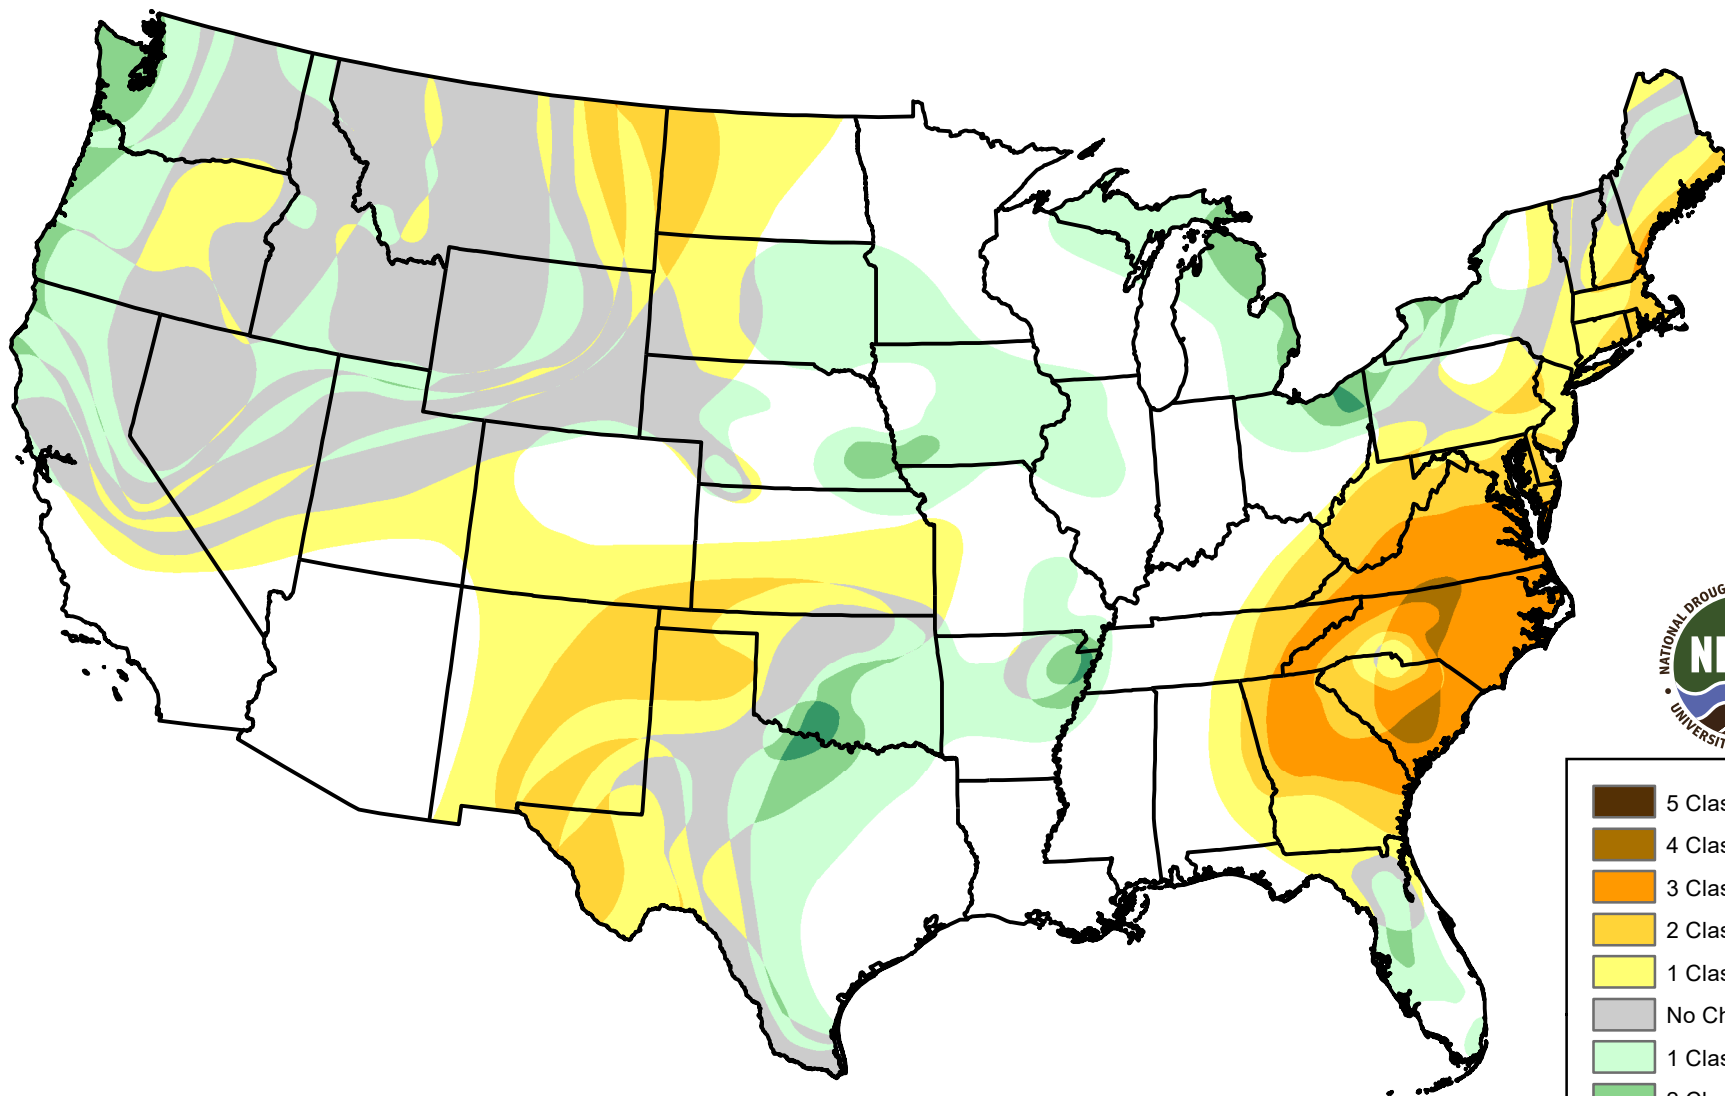 NATIONAL DROUG
UNIVERSIT
5 Clas
4 Clas
3 Clas
2 Clas
1 Clas
No Ch
1 Clas